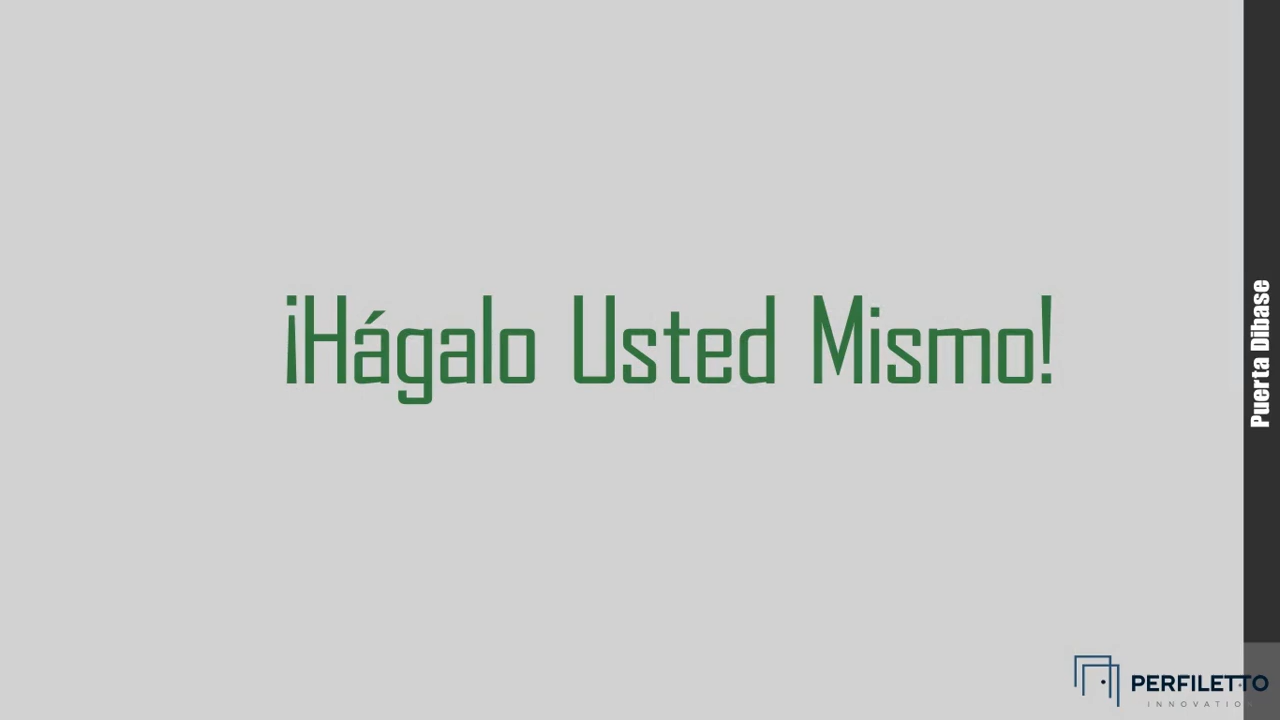 ¡Hágalo Usted Mismo!
Puerta Dibase
PERFILETTO
INNOVATION